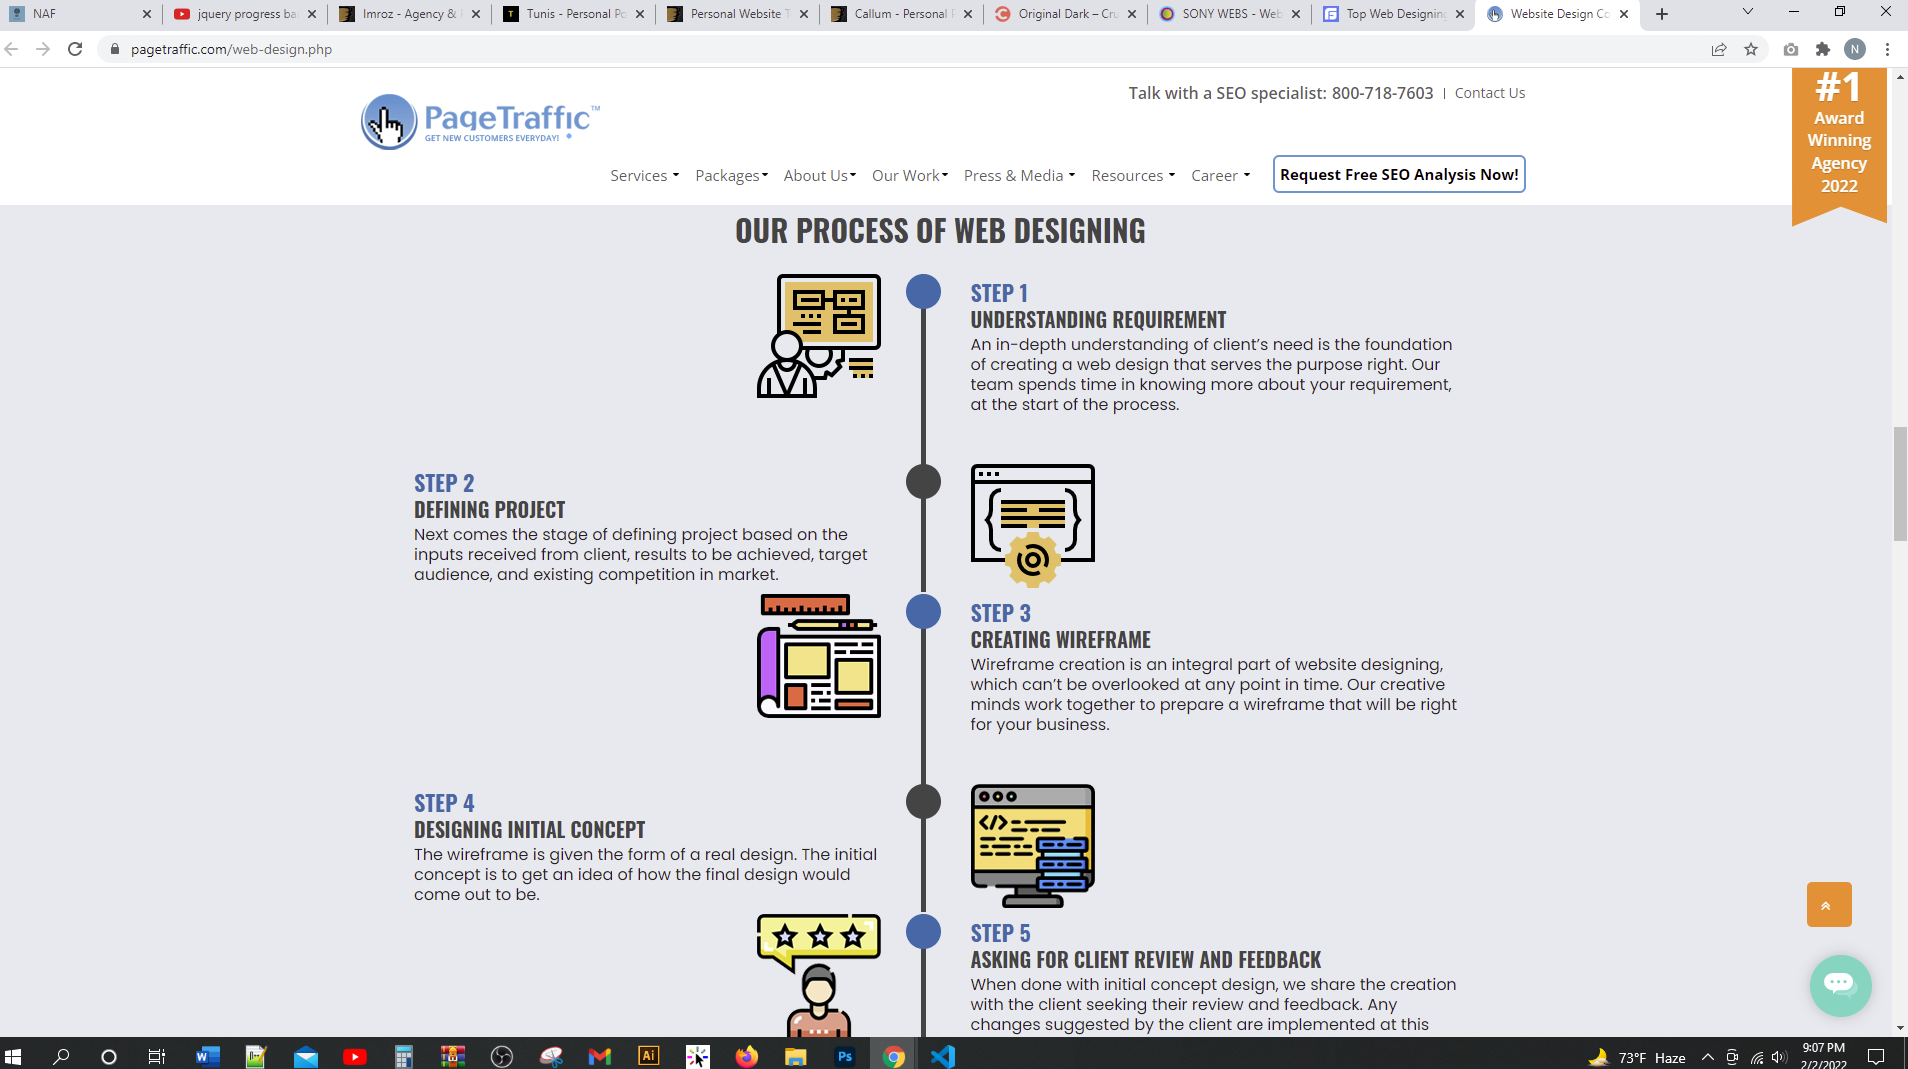 NAF
jquery progress ba
Imroz - Agency &
Tunis - Personal Po
Personal Website T
Callum - Personal
Original Dark – Cru
SONY WEBS - Web
Top Web Designing
Website Design Co
pagetraffic.com/web-design.php
N
PageTraffic™
GET NEW CUSTOMERS EVERYDAY!
Talk with a SEO specialist: 800-718-7603 | Contact Us
Services Packages About Us Our Work Press & Media Resources Career Request Free SEO Analysis Now!
#1
Award
Winning
Agency
2022
OUR PROCESS OF WEB DESIGNING
STEP 1
UNDERSTANDING REQUIREMENT
An in-depth understanding of client’s need is the foundation
of creating a web design that serves the purpose right. Our
team spends time in knowing more about your requirement,
at the start of the process.
STEP 2
DEFINING PROJECT
Next comes the stage of defining project based on the
inputs received from client, results to be achieved, target
audience, and existing competition in market.
STEP 3
CREATING WIREFRAME
Wireframe creation is an integral part of website designing,
which can’t be overlooked at any point in time. Our creative
minds work together to prepare a wireframe that will be right
for your business.
STEP 4
DESIGNING INITIAL CONCEPT
The wireframe is given the form of a real design. The initial
concept is to get an idea of how the final design would
come out to be.
STEP 5
ASKING FOR CLIENT REVIEW AND FEEDBACK
When done with initial concept design, we share the creation
with the client seeking their review and feedback. Any
changes suggested by the client are implemented at this
Ai
Ps
73°F Haze
9:07 PM
2/2/2022